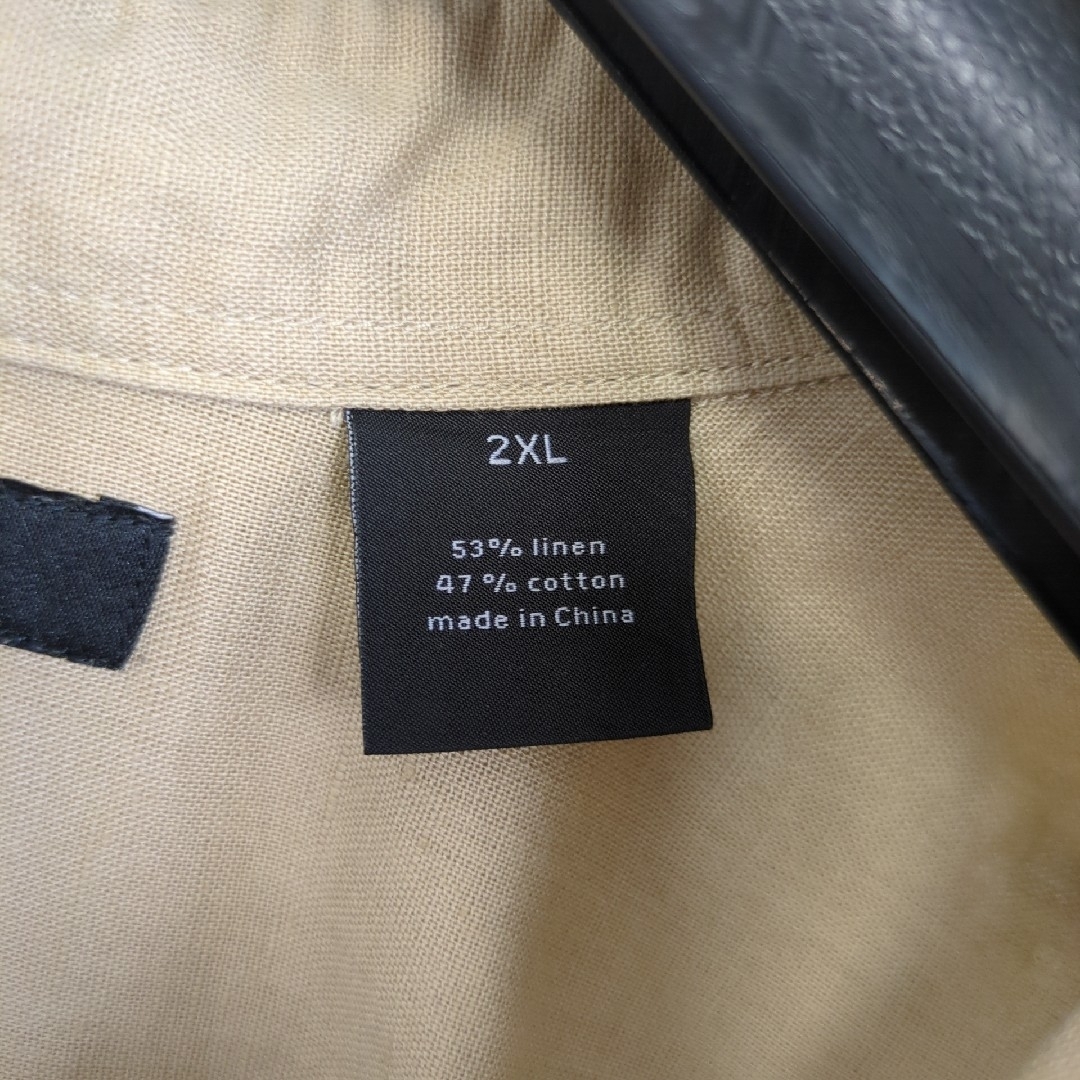 2XL
53% linen
47% cotton
made in China